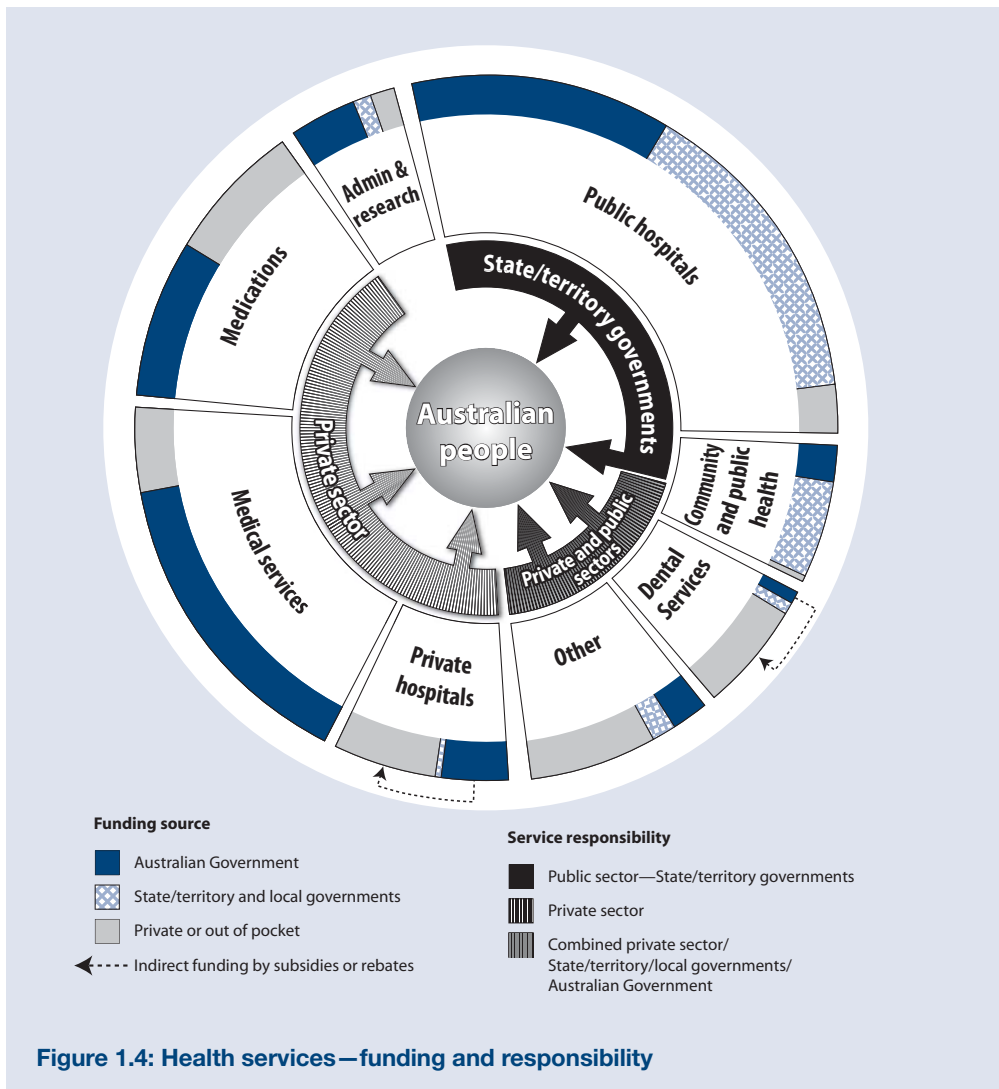 Admin &
research
Public hospitals
Medications
State/territory governments
Australian
people
Private sector
Community
and public
health
Medical services
Private and public
sectors
Dental
Services
Other
Private
hospitals
Funding source
Australian Government
State/territory and local governments
Private or out of pocket
Indirect funding by subsidies or rebates
Service responsibility
Public sector—State/territory governments
Private sector
Combined private sector/
State/territory/local governments/
Australian Government
Figure 1.4: Health services—funding and responsibility